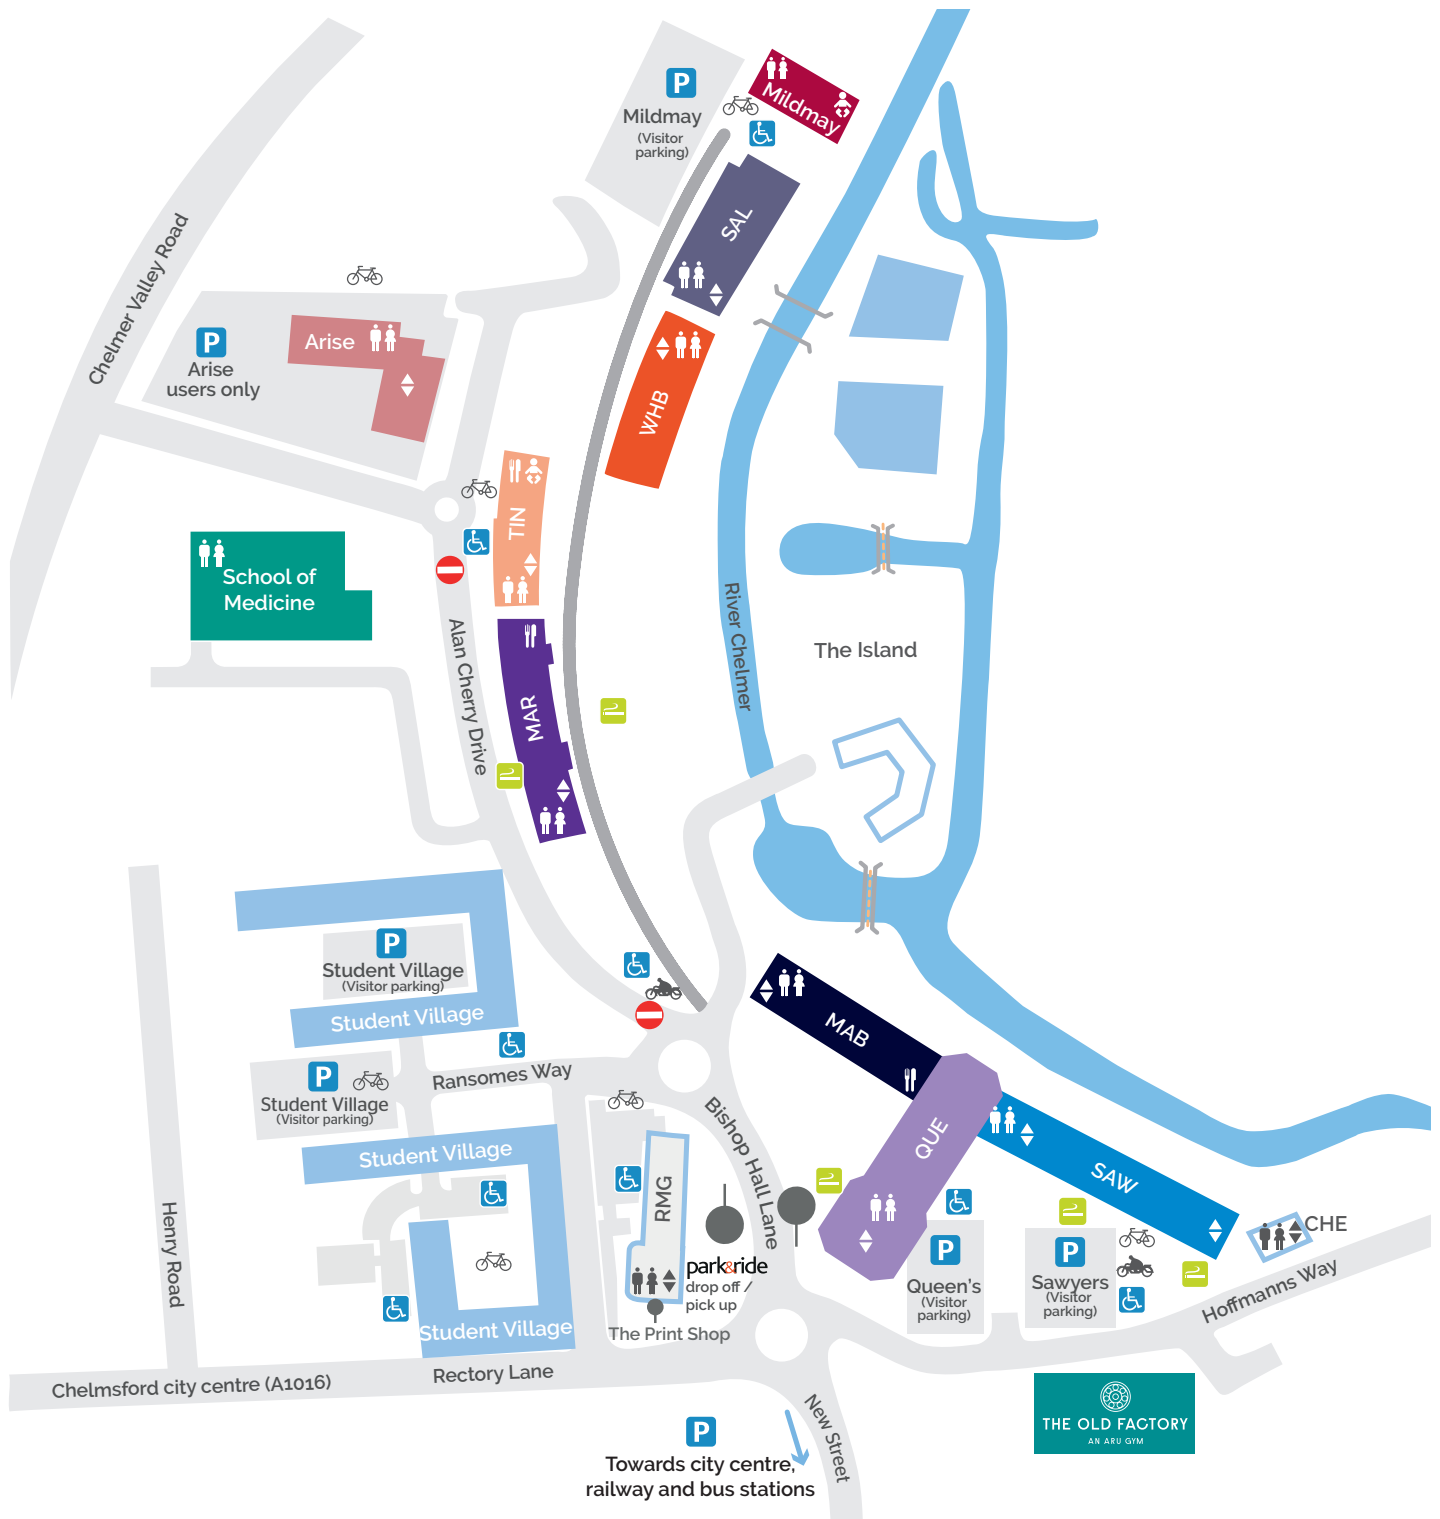 P
Mildmay
(Visitor
parking)
Mildmay
SAL
Chelmer Valley Road
P
Arise
users only
Arise
WHB
TIN
School of
Medicine
River Chelmer
The Island
Alan Cherry Drive
MAR
P
Student Village
(Visitor parking)
Student Village
MAB
P
Student Village
(Visitor parking)
Ransomes Way
Bishop Hall Lane
QUE
Student Village
SAW
RMG
Henry Road
CHE
park&ride
drop off /
pick up
P
Queen's
(Visitor
parking)
P
Sawyers
(Visitor
parking)
Hoffmanns Way
Student Village
The Print Shop
Chelmsford city centre (A1016)
Rectory Lane
New Street
THE OLD FACTORY
AN ARU GYM
P
Towards city centre,
railway and bus stations